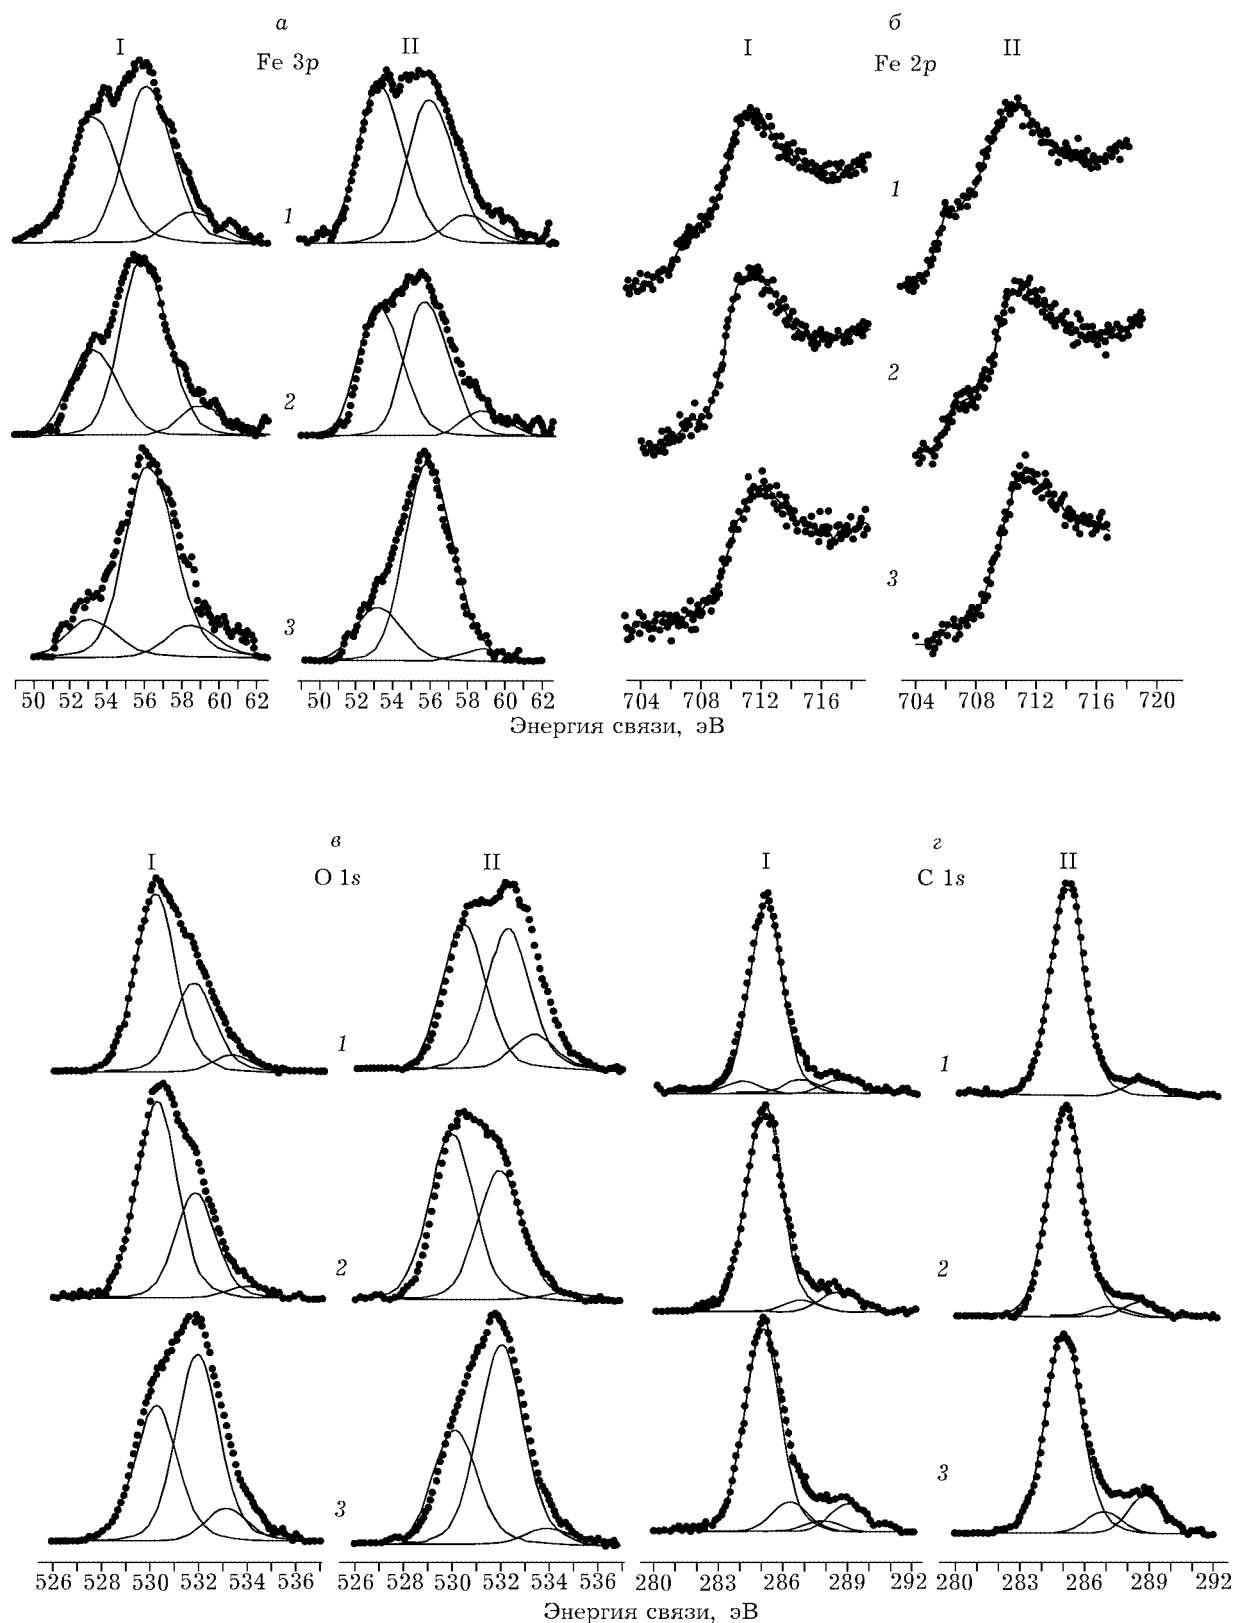 а б
I II I II
Fe 3p Fe 2p
1 1
2 2
3 3
50 52 54 56 58 60 62 50 52 54 56 58 60 62 704 708 712 716 704 708 712 716 720
Энергия связи, эВ
в г
I II I II
O 1s C 1s
1 1
2 2
3 3
526 528 530 532 534 536 526 528 530 532 534 536 280 283 286 289 292 280 283 286 289 292
Энергия связи, эВ